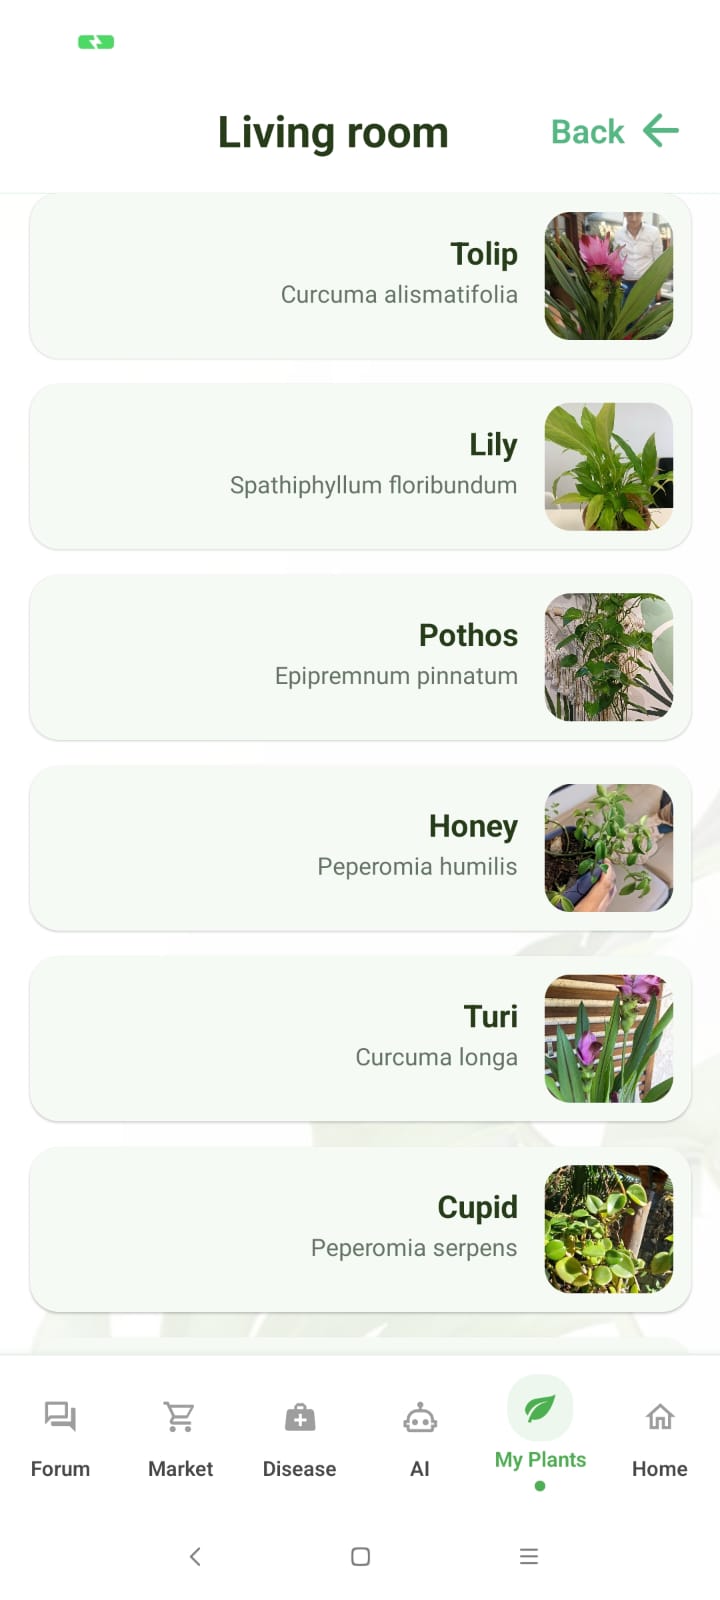 Living room
Back
Tolip
Curcuma alismatifolia
Lily
Spathiphyllum floribundum
Pothos
Epipremnum pinnatum
Honey
Peperomia humilis
Turi
Curcuma longa
Cupid
Peperomia serpens
Forum Market Disease AI My Plants Home